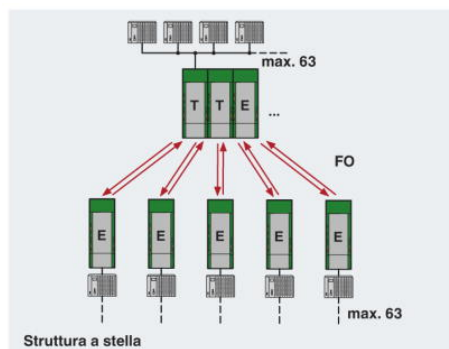 max. 63
T T E ...
FO
E E E E E
max. 63
Struttura a stella